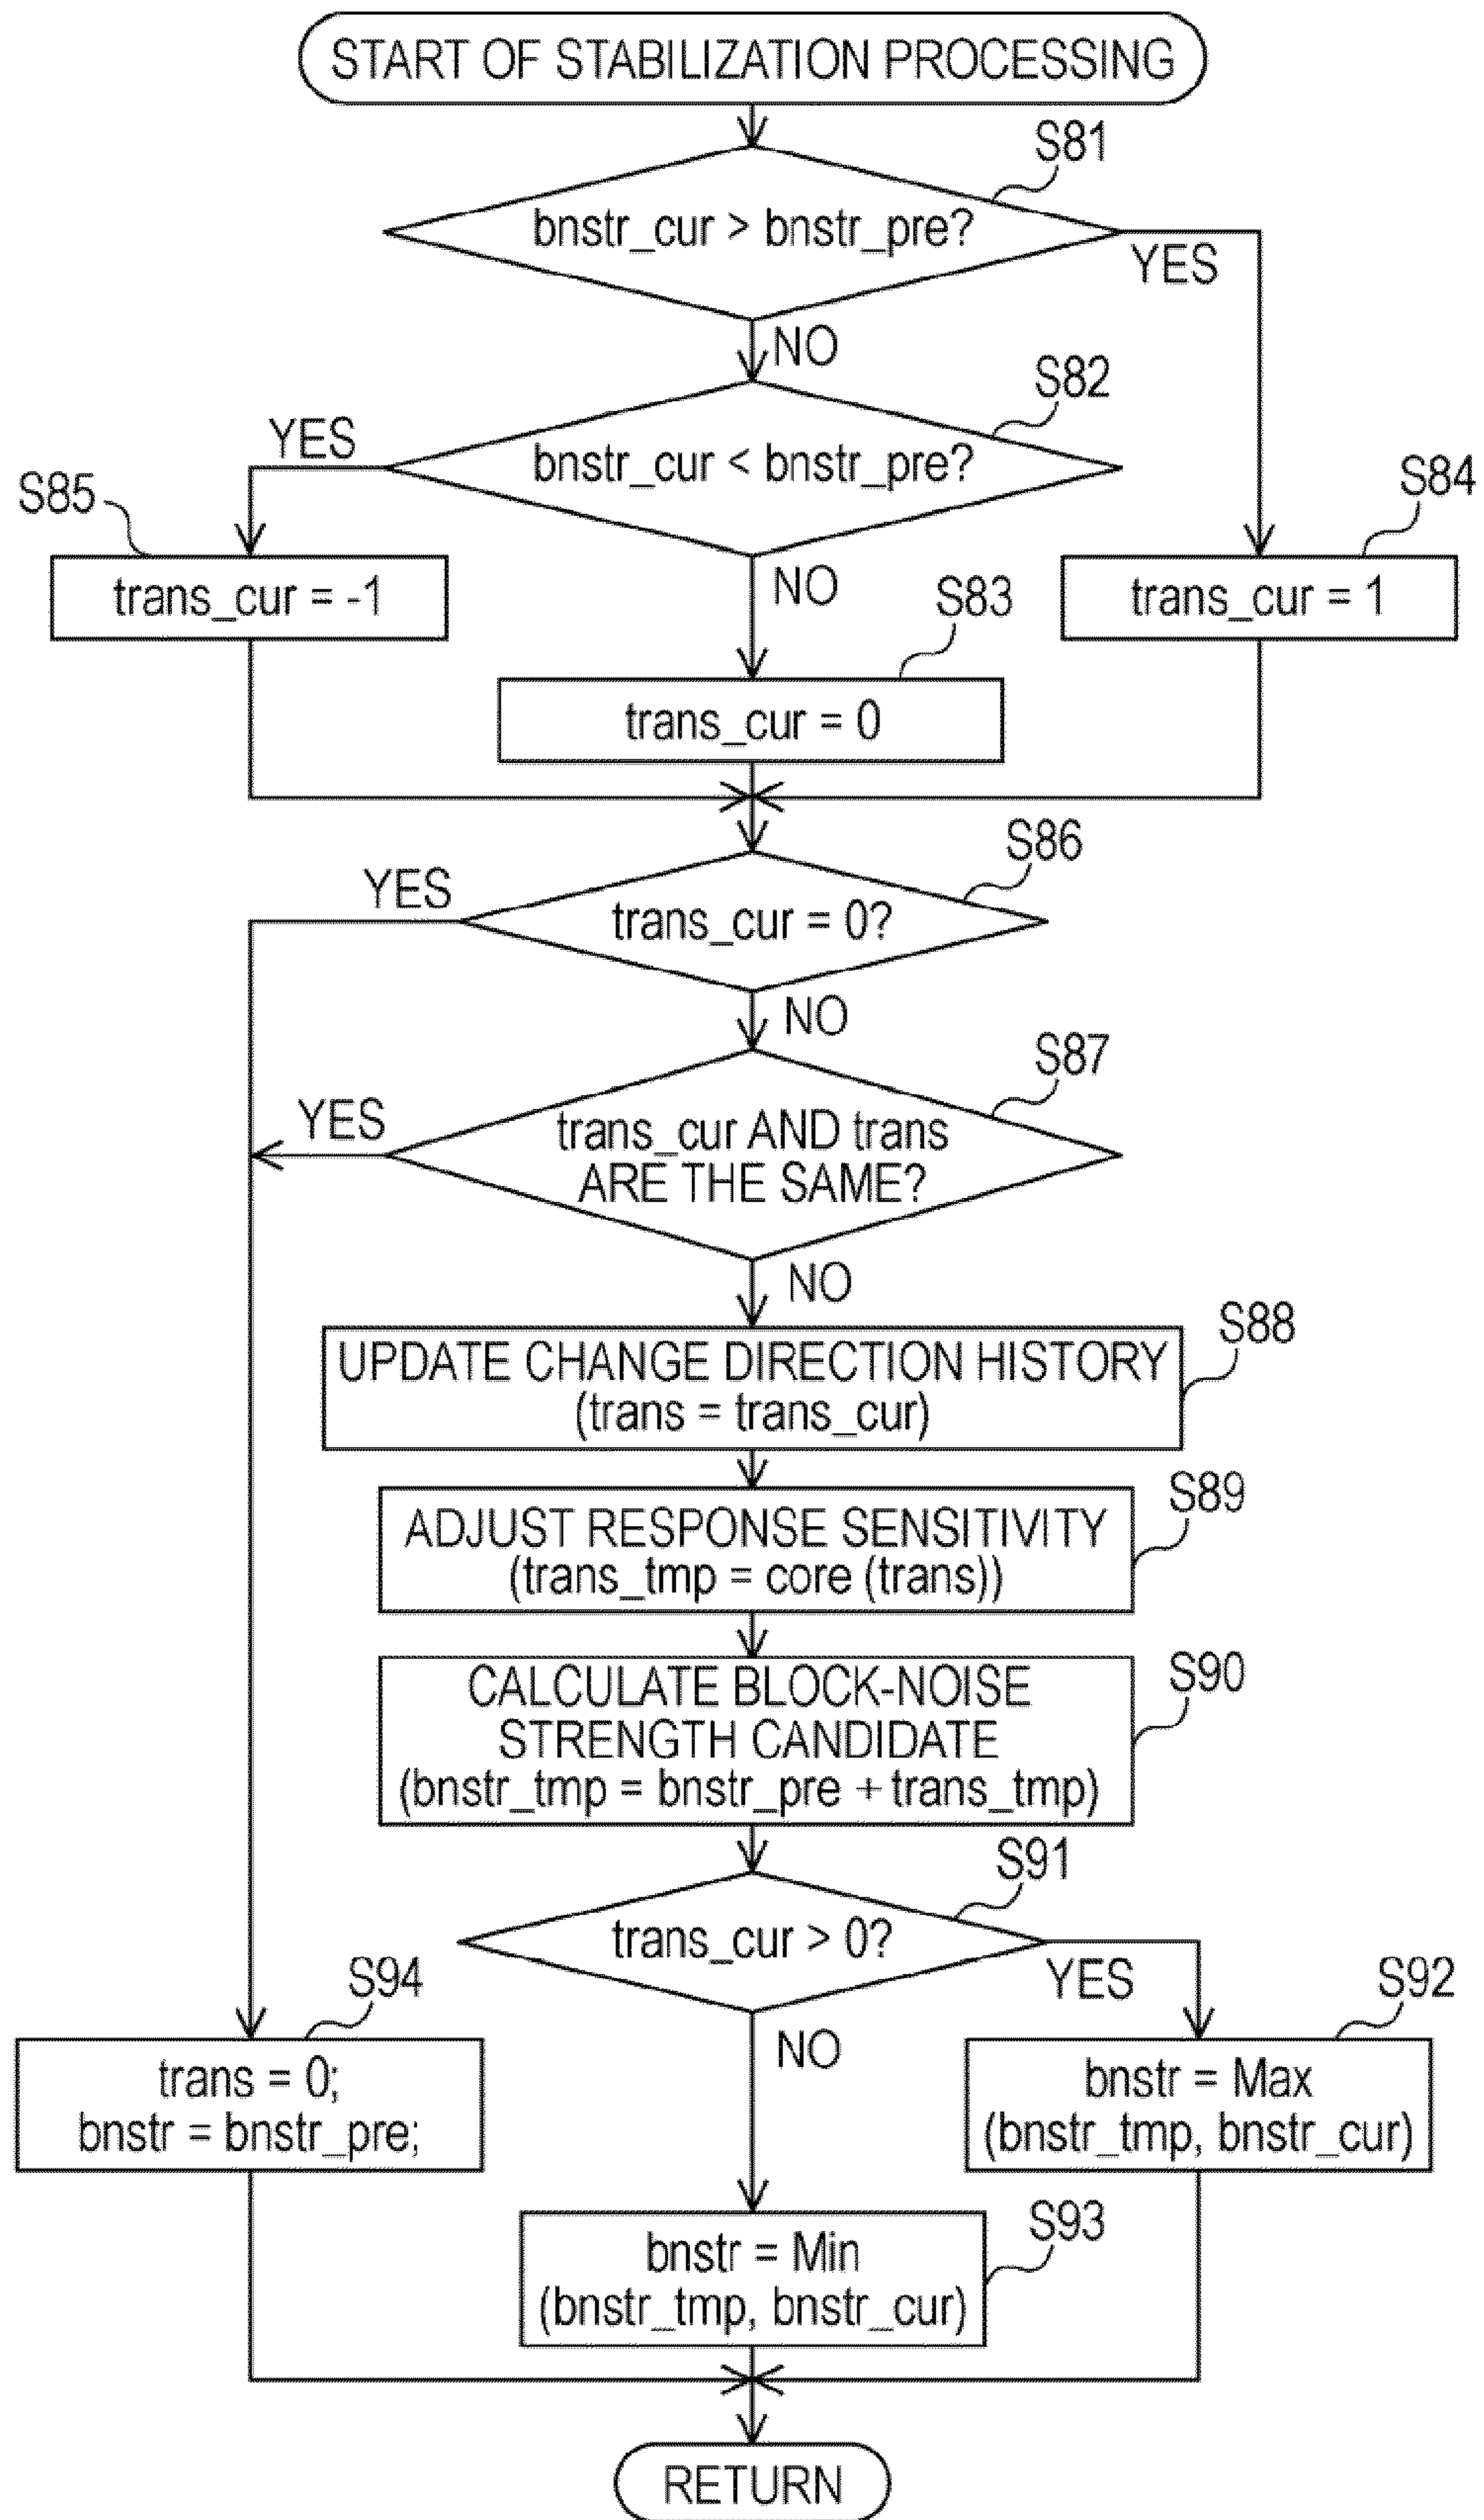 START OF STABILIZATION PROCESSING
S81
bnstr_cur > bnstr_pre?
YES
NO
S82
YES
bnstr_cur < bnstr_pre?
S85
S84
trans_cur = -1
NO
S83
trans_cur = 1
trans_cur = 0
S86
YES
trans_cur = 0?
NO
S87
YES
trans_cur AND trans
ARE THE SAME?
NO
S88
UPDATE CHANGE DIRECTION HISTORY
(trans = trans_cur)
S89
ADJUST RESPONSE SENSITIVITY
(trans_tmp = core (trans))
S90
CALCULATE BLOCK-NOISE
STRENGTH CANDIDATE
(bnstr_tmp = bnstr_pre + trans_tmp)
S91
trans_cur > 0?
YES
S94
S92
NO
trans = 0;
bnstr = bnstr_pre;
bnstr = Max
(bnstr_tmp, bnstr_cur)
S93
bnstr = Min
(bnstr_tmp, bnstr_cur)
RETURN